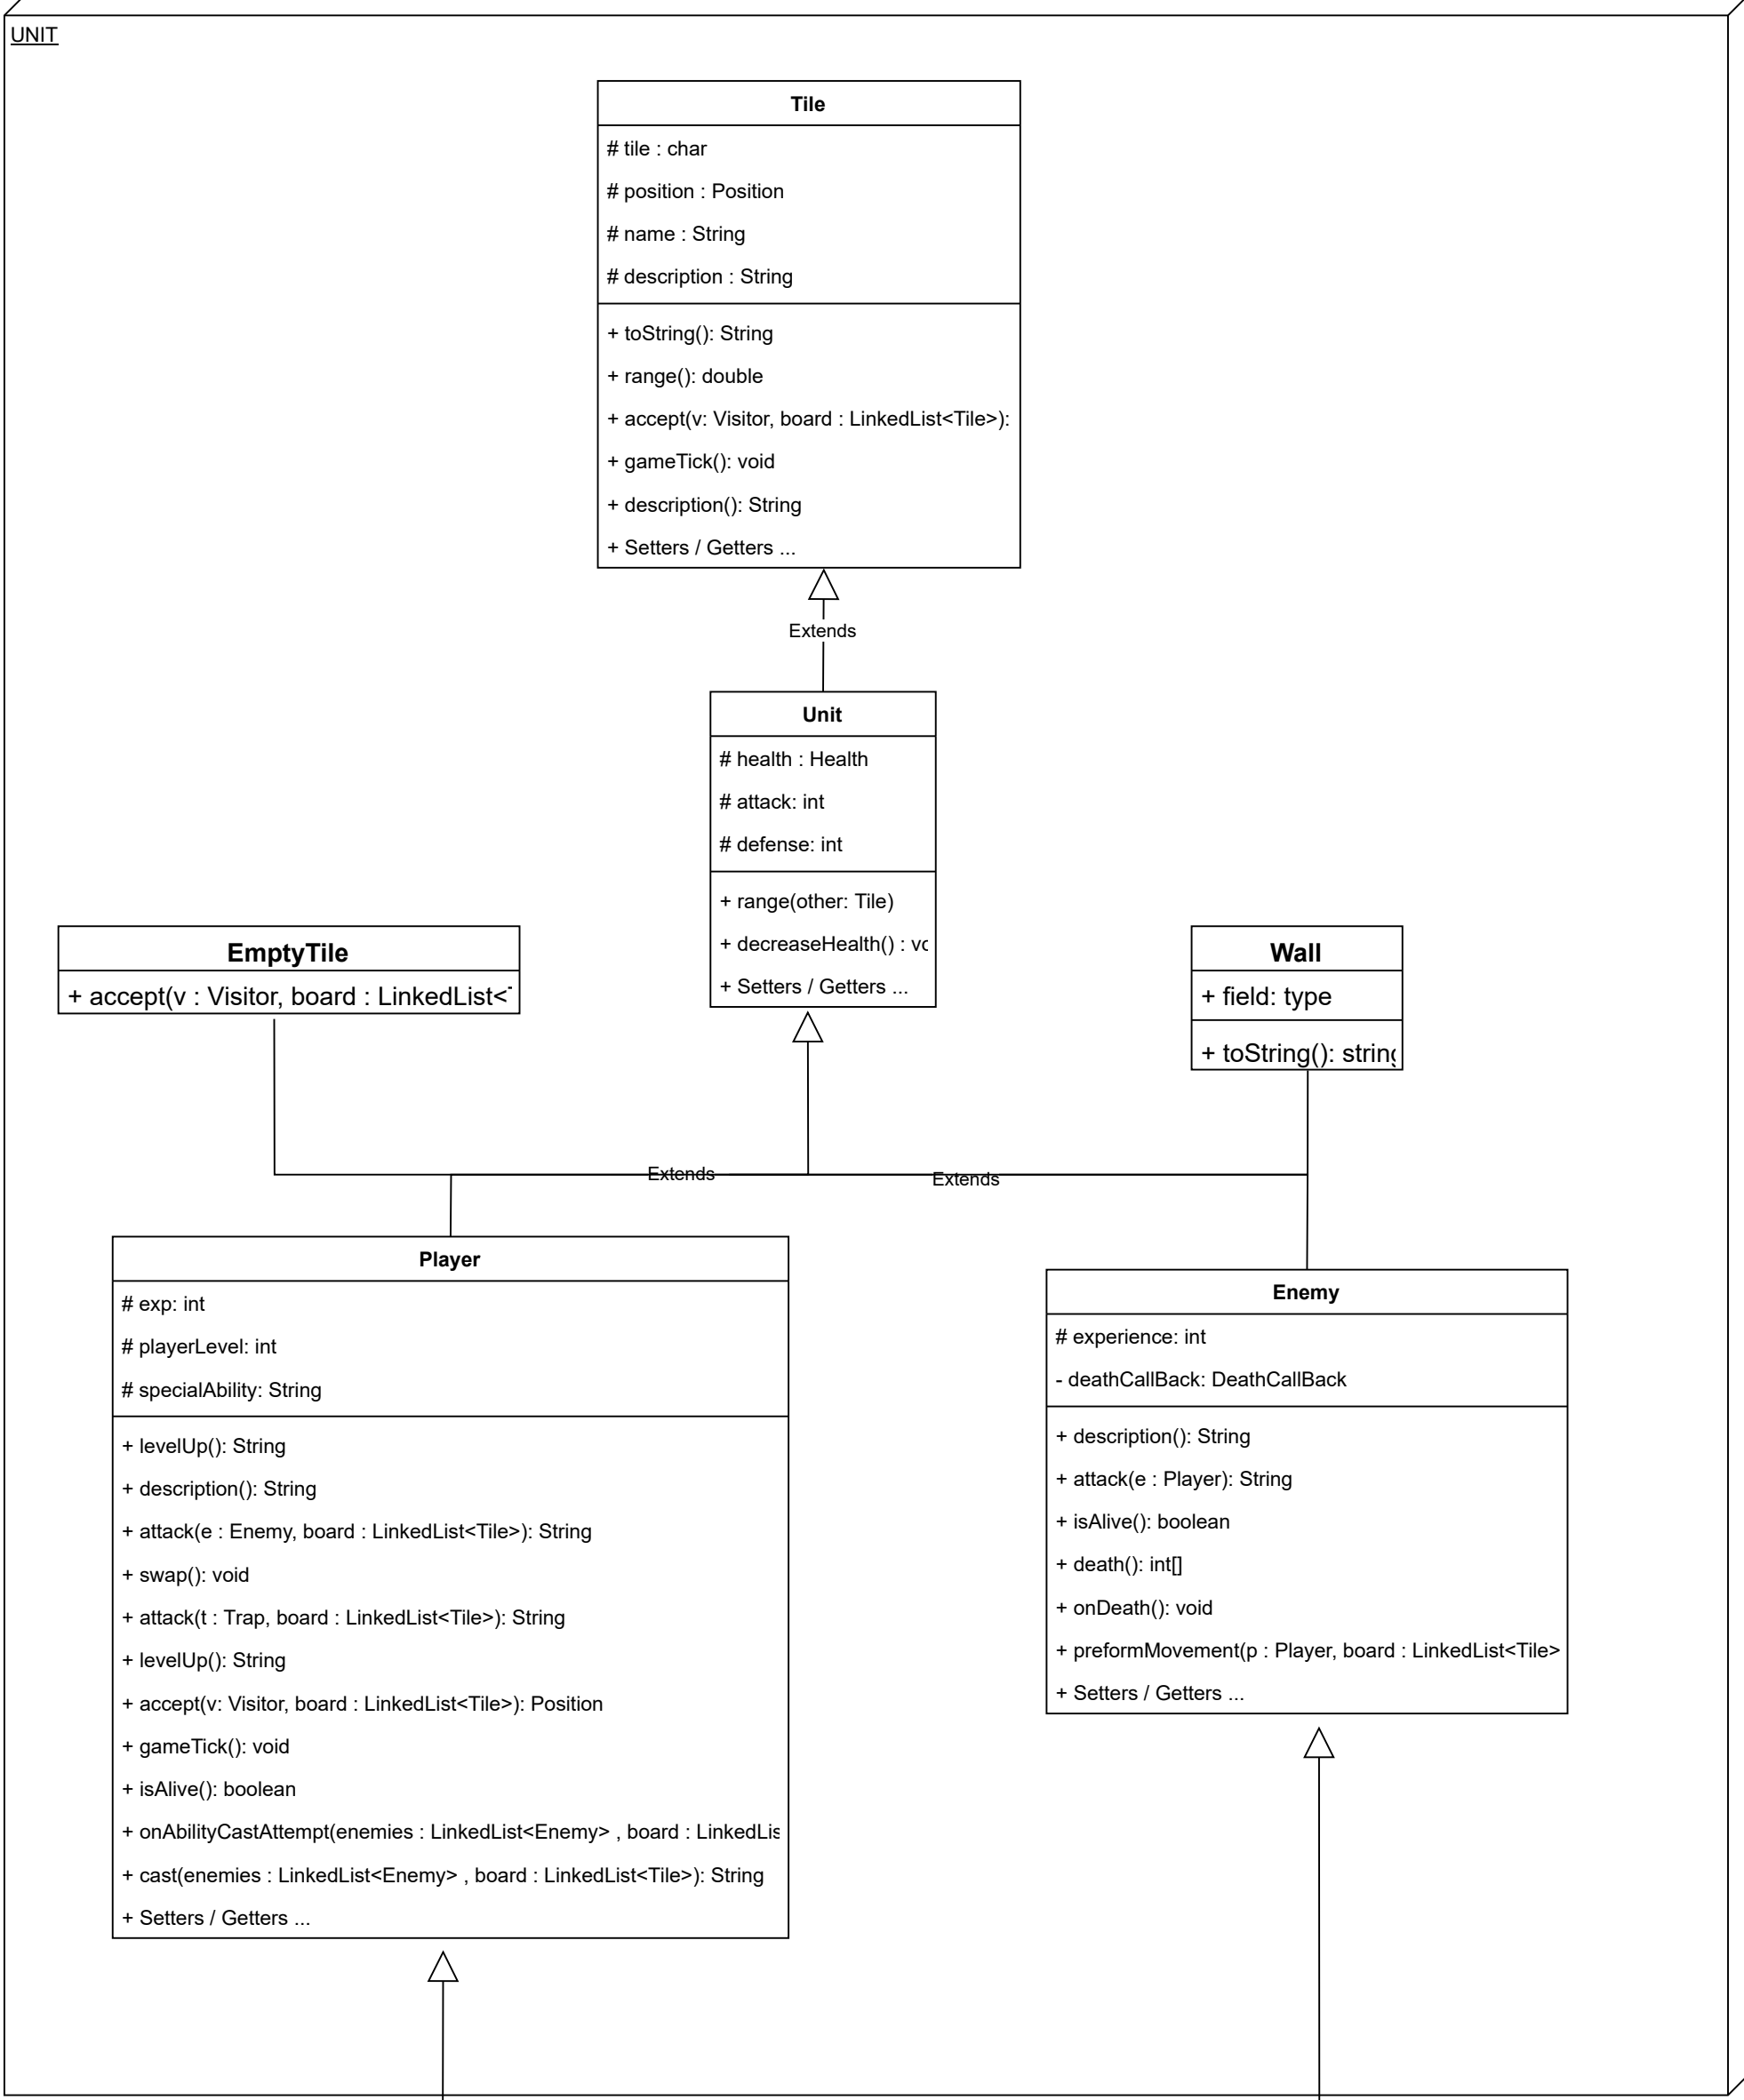 UNIT
Tile
# tile : char
# position : Position
# name : String
# description : String
+ toString(): String
+ range(): double
+ accept(v: Visitor, board : LinkedList<Tile>):
+ gameTick(): void
+ description(): String
+ Setters / Getters ...
Extends
Unit
# health : Health
# attack: int
# defense: int
+ range(other: Tile)
+ decreaseHealth() :
+ Setters / Getters ...
EmptyTile
+ accept(v : Visitor, board : LinkedList<
Wall
+ field: type
+ toString(): string
Extends
Extends
Player
# exp: int
# playerLevel: int
# specialAbility: String
+ levelUp(): String
+ description(): String
+ attack(e : Enemy, board : LinkedList<Tile>): String
+ swap(): void
+ attack(t : Trap, board : LinkedList<Tile>): String
+ levelUp(): String
+ accept(v: Visitor, board : LinkedList<Tile>): Position
+ gameTick(): void
+ isAlive(): boolean
+ onAbilityCastAttempt(enemies : LinkedList<Enemy> , board : LinkedLis
+ cast(enemies : LinkedList<Enemy> , board : LinkedList<Tile>): String
+ Setters / Getters ...
Enemy
# experience: int
- deathCallBack: DeathCallBack
+ description(): String
+ attack(e : Player): String
+ isAlive(): boolean
+ death(): int[]
+ onDeath(): void
+ preformMovement(p : Player, board : LinkedList<Tile>
+ Setters / Getters ...